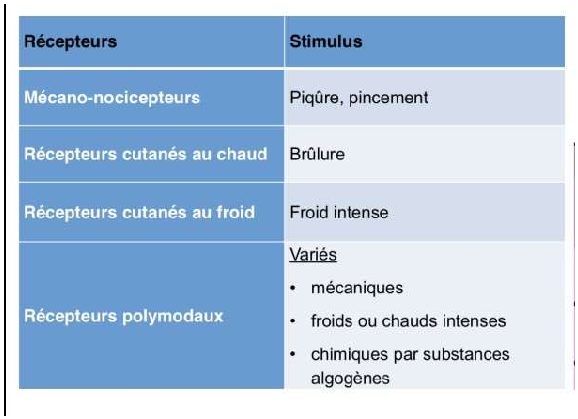 Récepteurs Stimulus
Mécano-nocicepteurs Piqûre, pincement
Récepteurs cutanés au chaud Brûlure
Récepteurs cutanés au froid Froid intense
Récepteurs polymodaux
Variés
• mécaniques
• froids ou chauds intenses
• chimiques par substances
algogènes